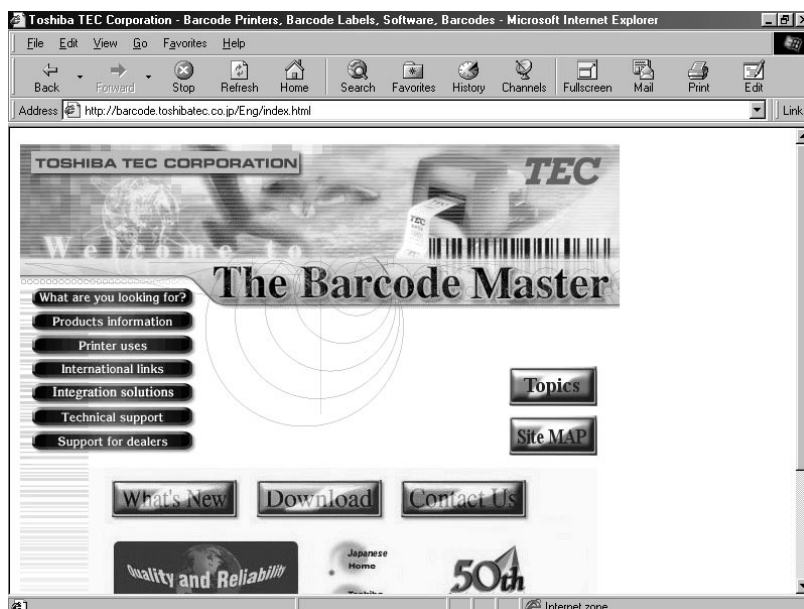 Toshiba TEC Corporation - Barcode Printers, Barcode Labels, Software, Barcodes - Microsoft Internet Explorer
File Edit View Go Favorites Help
Back Forward Stop Refresh Home Search Favorites History Channels Fullscreen Mail Print Edit
Address http://barcode.toshibatec.co.jp/Eng/index.html Link
TOSHIBA TEC CORPORATION
TEC
TEC
Welcome to
The Barcode Master
What are you looking for?
Products information
Printer uses
International links
Integration solutions
Technical support
Support for dealers
Topics
Site MAP
What's New Download Contact Us
Quality and Reliability
Japanese
Home
50th
Internet zone